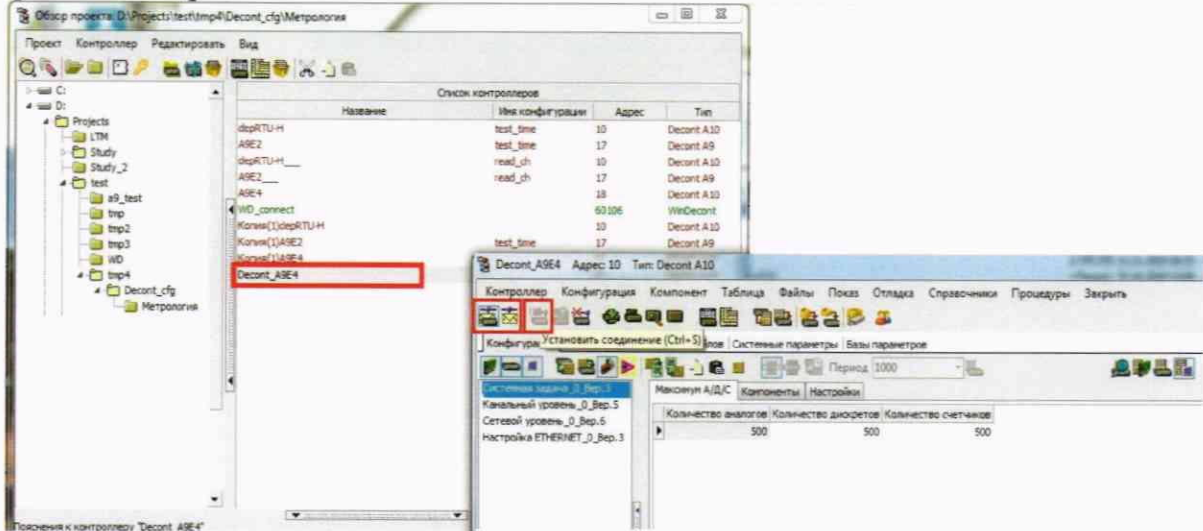 Обзор проекта: D:\Projects\test\tmp4\Decont_cfg\Метрология
Проект Контроллер Редактировать Вид
C:
D:
Projects
LTM
Study
Study_2
test
a9_test
tmp
tmp2
tmp3
WD
tmp4
Decont_cfg
Метрология
Список контроллеров
Название Имя конфигурации Адрес Тип
depRTU-H test_time 10 Decont A10
A9E2 test_time 17 Decont A9
depRTU-H___ read_ch 10 Decont A10
A9E2___ read_ch 17 Decont A9
A9E4 18 Decont A10
WD_connect 60106 WinDecont
Копия(1)depRTU-H 10 Decont A10
Копия(1)A9E2 test_time 17 Decont A9
Копия(1)A9E4
Decont_A9E4
Пояснения к контроллеру "Decont_A9E4"
Decont_A9E4 Адрес: 10 Тип: Decont A10
Контроллер Конфигурация Компонент Таблица Файлы Показ Отладка Справочники Процедуры Закрыть
Установить соединение (Ctrl+S)
Системные параметры Базы параметров
Период 1000
Системная задача_0_Вер.3
Канальный уровень_0_Вер.5
Сетевой уровень_0_Вер.6
Настройка ETHERNET_0_Вер.3
Максимум А/Д/С Компоненты Настройки
Количество аналогов Количество дискретов Количество счетчиков
500 500 500